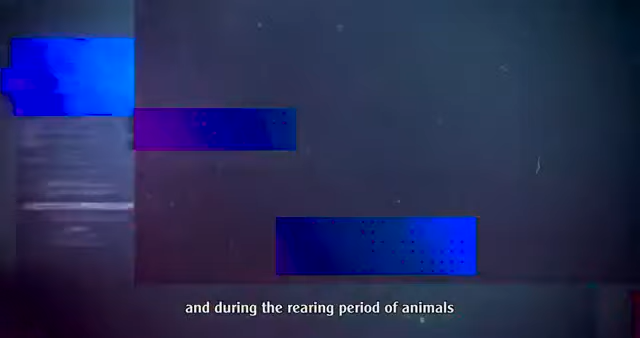 and during the rearing period of animals